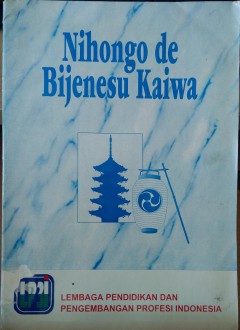 Nihongo de
Bijenesu Kaiwa
LEMBAGA PENDIDIKAN DAN
PENGEMBANGAN PROFESI INDONESIA